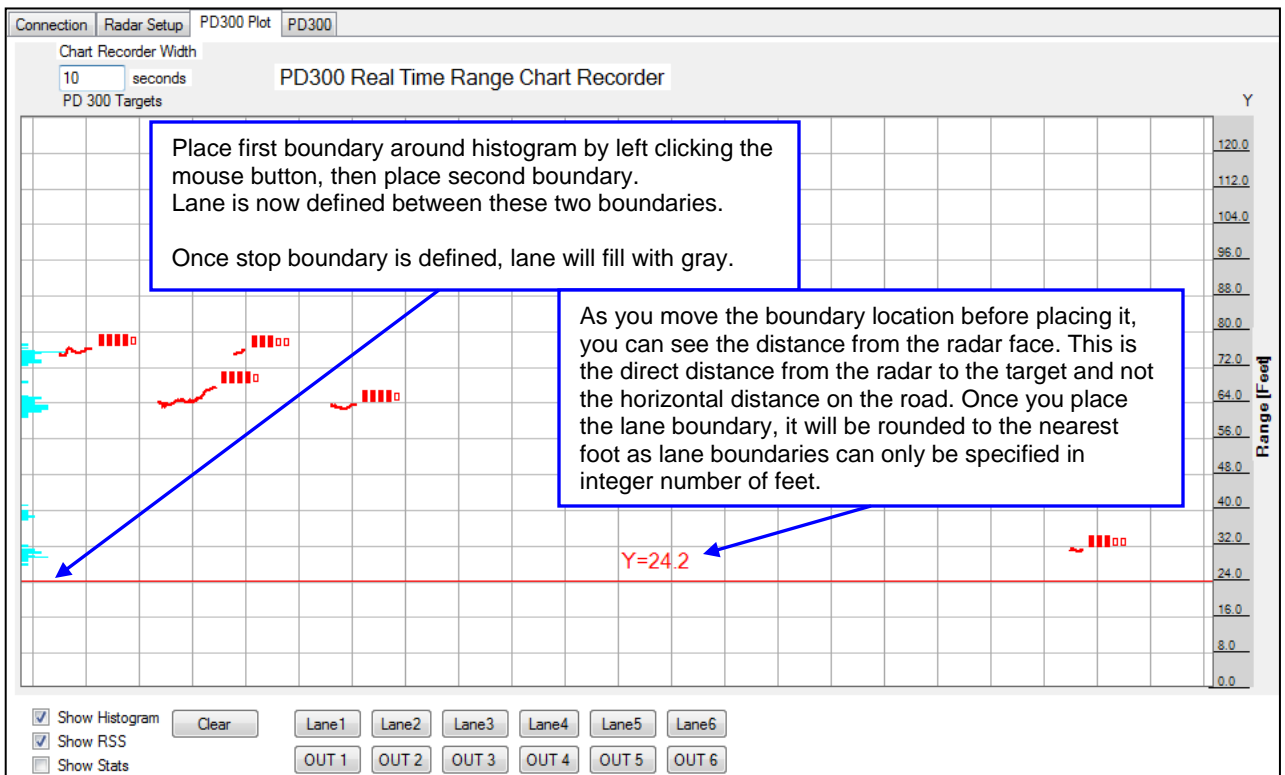 Connection Radar Setup PD300 Plot PD300
Chart Recorder Width
10 seconds
PD300 Real Time Range Chart Recorder
PD 300 Targets
Y
Place first boundary around histogram by left clicking the
mouse button, then place second boundary.
Lane is now defined between these two boundaries.
Once stop boundary is defined, lane will fill with gray.
As you move the boundary location before placing it,
you can see the distance from the radar face. This is
the direct distance from the radar to the target and not
the horizontal distance on the road. Once you place
the lane boundary, it will be rounded to the nearest
foot as lane boundaries can only be specified in
integer number of feet.
Y=24.2
120.0
112.0
104.0
96.0
88.0
80.0
72.0
64.0
56.0
48.0
40.0
32.0
24.0
16.0
8.0
0.0
Range [Feet]
Show Histogram Clear Lane1 Lane2 Lane3 Lane4 Lane5 Lane6
Show RSS
Show Stats OUT 1 OUT 2 OUT 3 OUT 4 OUT 5 OUT 6